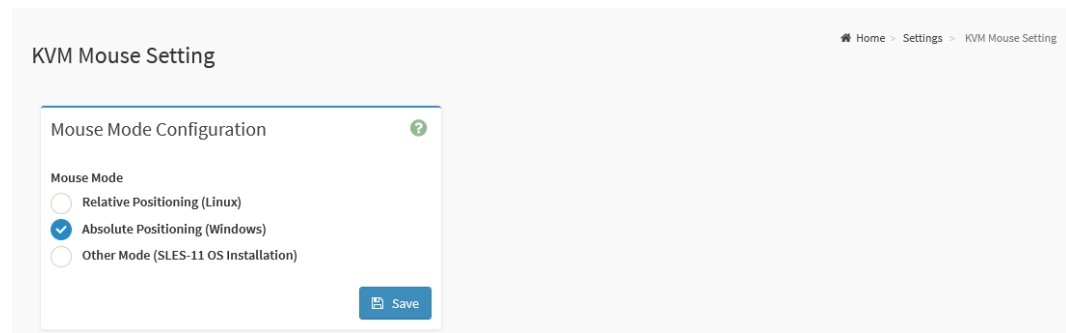 Home > Settings > KVM Mouse Setting
KVM Mouse Setting
Mouse Mode Configuration
Mouse Mode
Relative Positioning (Linux)
Absolute Positioning (Windows)
Other Mode (SLES-11 OS Installation)
Save